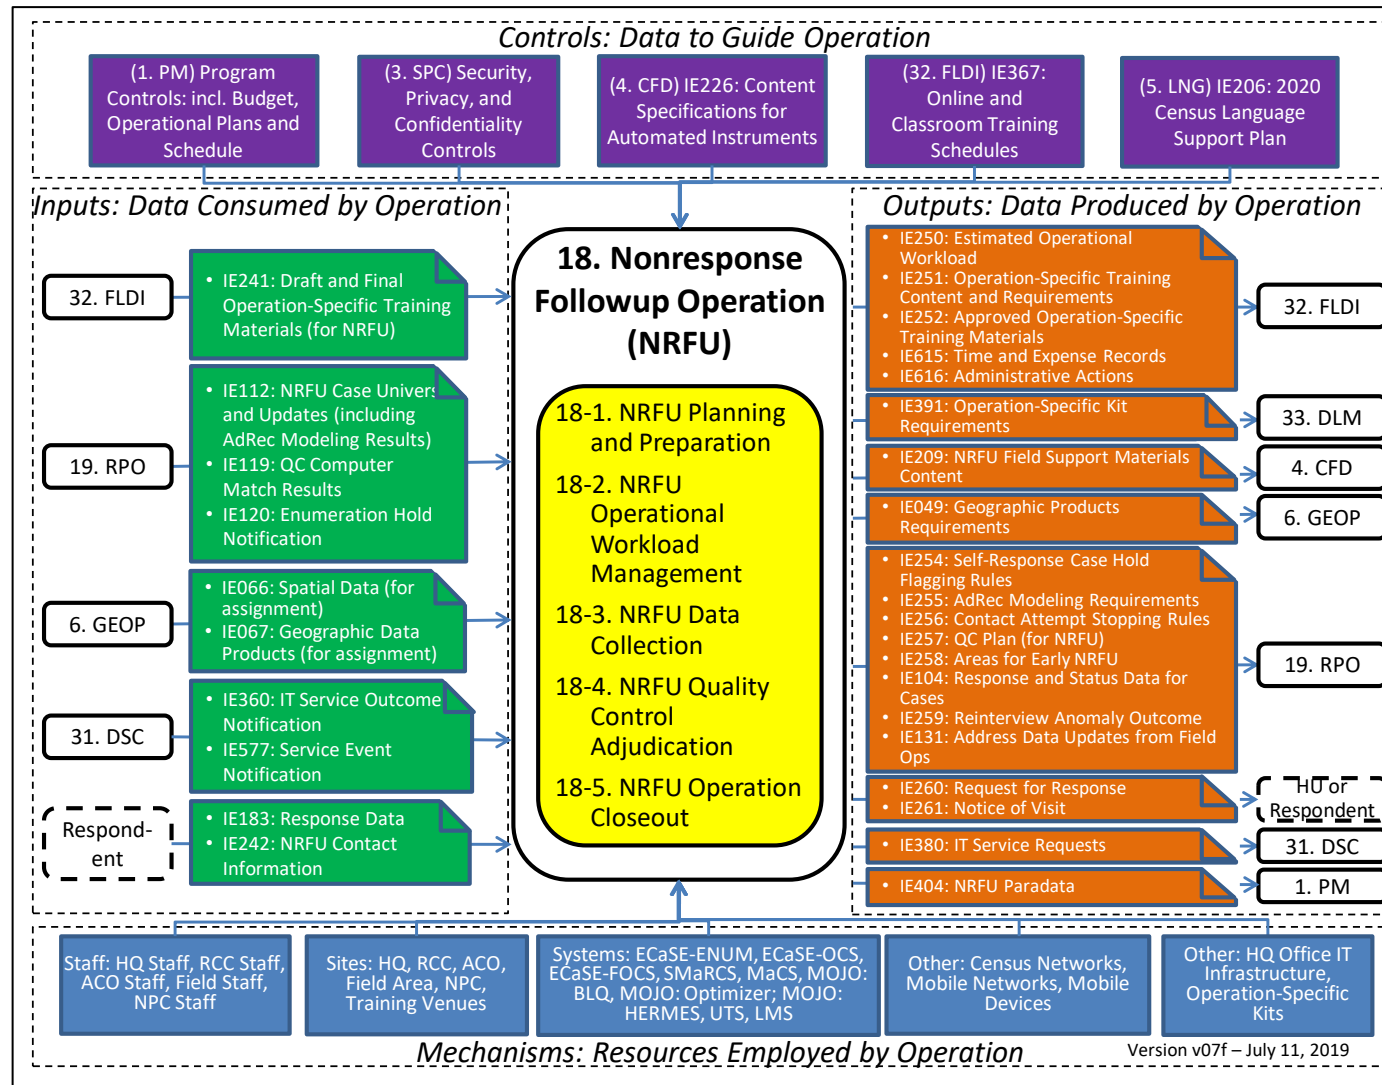 Controls: Data to Guide Operation
(1. PM) Program
Controls: incl. Budget,
Operational Plans and
Schedule
(3. SPC) Security,
Privacy, and
Confidentiality
Controls
(4. CFD) IE226: Content
Specifications for
Automated Instruments
(32. FLDI) IE367:
Online and
Classroom Training
Schedules
(5. LNG) IE206: 2020
Census Language
Support Plan
Inputs: Data Consumed by Operation
32. FLDI
• IE241: Draft and Final
Operation-Specific Training
Materials (for NRFU)
19. RPO
• IE112: NRFU Case Univers
and Updates (including
AdRec Modeling Results)
• IE119: QC Computer
Match Results
• IE120: Enumeration Hold
Notification
6. GEOP
• IE066: Spatial Data (for
assignment)
• IE067: Geographic Data
Products (for assignment)
31. DSC
• IE360: IT Service Outcome
Notification
• IE577: Service Event
Notification
Respond-
ent
• IE183: Response Data
• IE242: NRFU Contact
Information
18. Nonresponse
Followup Operation
(NRFU)
18-1. NRFU Planning
and Preparation
18-2. NRFU
Operational
Workload
Management
18-3. NRFU Data
Collection
18-4. NRFU Quality
Control
Adjudication
18-5. NRFU Operation
Closeout
Outputs: Data Produced by Operation
• IE250: Estimated Operational
Workload
• IE251: Operation-Specific Training
Content and Requirements
• IE252: Approved Operation-Specific
Training Materials
• IE615: Time and Expense Records
• IE616: Administrative Actions
32. FLDI
• IE391: Operation-Specific Kit
Requirements
33. DLM
• IE209: NRFU Field Support Materials
Content
4. CFD
• IE049: Geographic Products
Requirements
6. GEOP
• IE254: Self-Response Case Hold
Flagging Rules
• IE255: AdRec Modeling Requirements
• IE256: Contact Attempt Stopping Rules
• IE257: QC Plan (for NRFU)
• IE258: Areas for Early NRFU
• IE104: Response and Status Data for
Cases
• IE259: Reinterview Anomaly Outcome
• IE131: Address Data Updates from Field
Ops
19. RPO
• IE260: Request for Response
• IE261: Notice of Visit
HU or
Respondent
• IE380: IT Service Requests
31. DSC
• IE404: NRFU Paradata
1. PM
Staff: HQ Staff, RCC Staff,
ACO Staff, Field Staff,
NPC Staff
Sites: HQ, RCC, ACO,
Field Area, NPC,
Training Venues
Systems: ECaSE-ENUM, ECaSE-OCS,
ECaSE-FOCS, SMaRCS, MaCS, MOJO:
BLQ, MOJO: Optimizer; MOJO:
HERMES, UTS, LMS
Other: Census Networks,
Mobile Networks, Mobile
Devices
Other: HQ Office IT
Infrastructure,
Operation-Specific
Kits
Mechanisms: Resources Employed by Operation
Version v07f – July 11, 2019